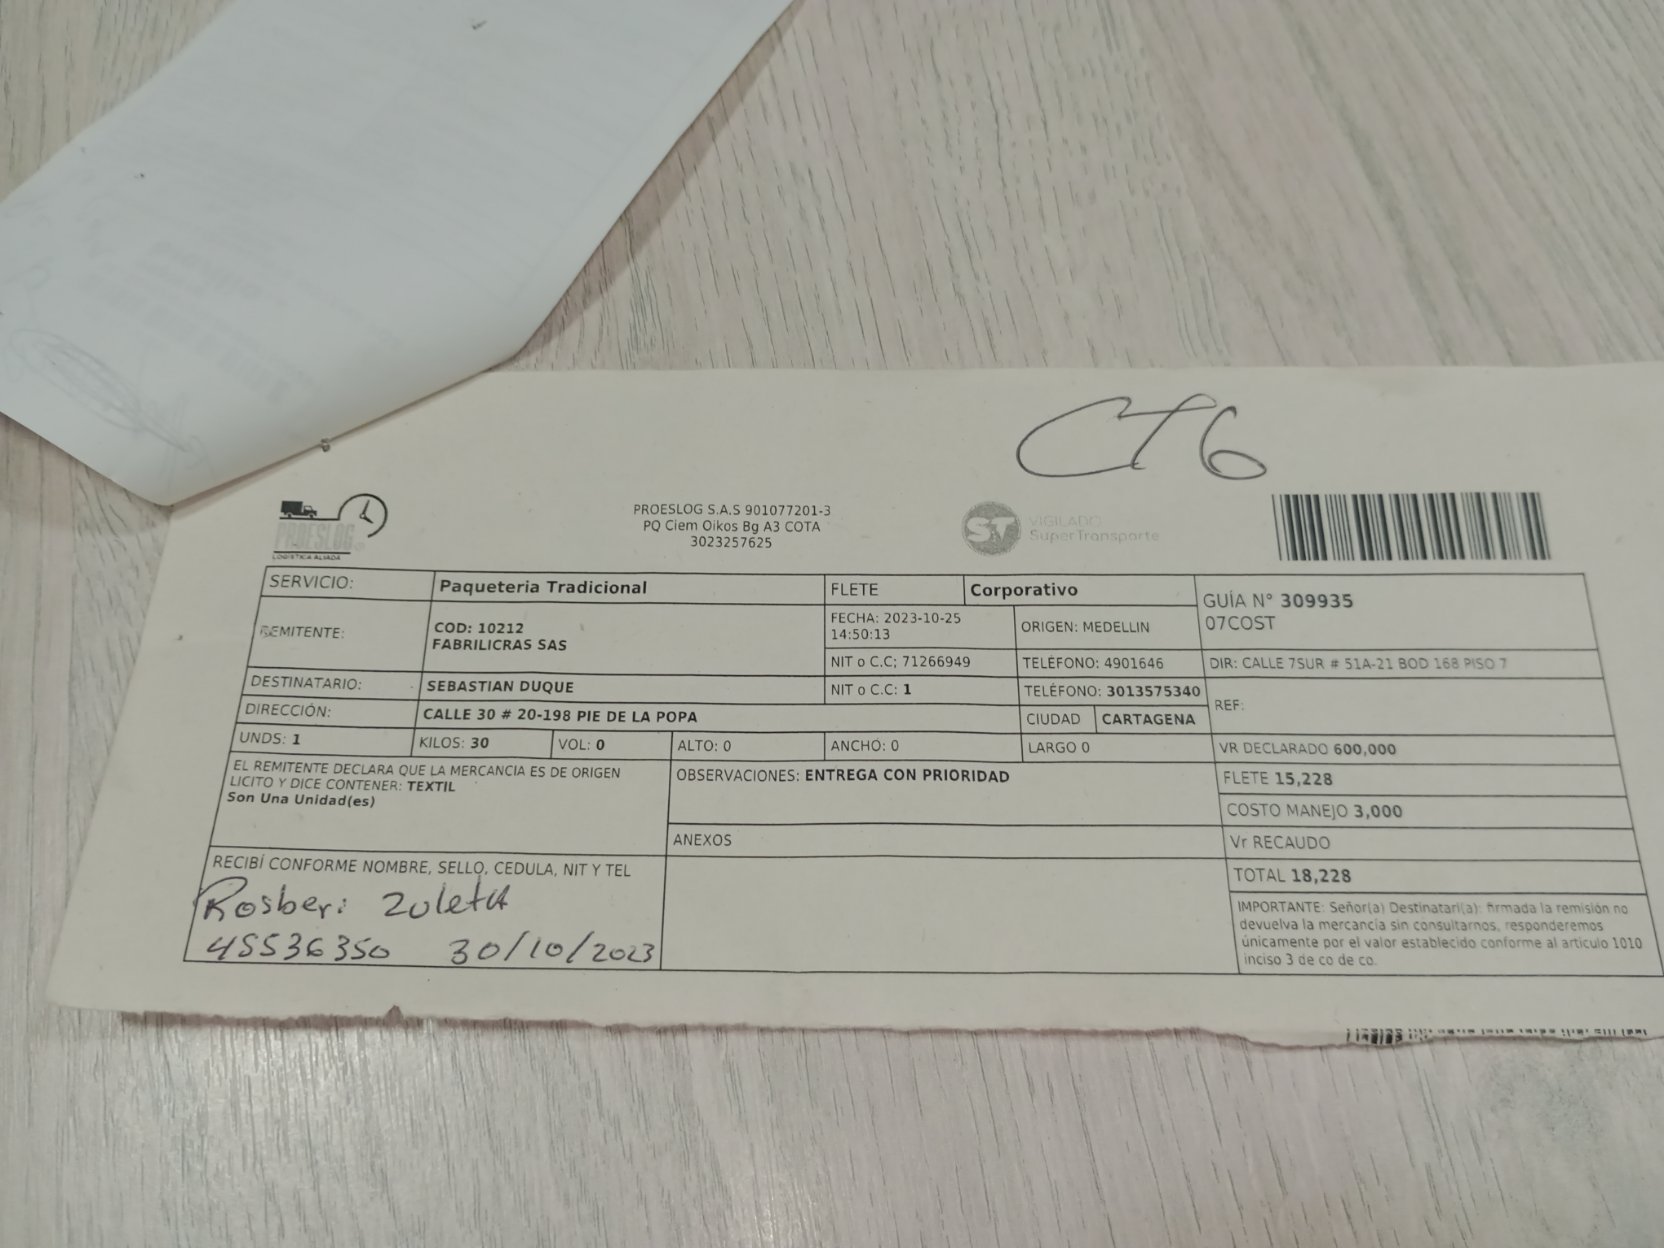 CTG
PROESLOG
LOGISTICA ALIADA
PROESLOG S.A.S 901077201-3
PQ Ciem Oikos Bg A3 COTA
3023257625
ST
VIGILADO
SuperTransporte
SERVICIO: Paqueteria Tradicional FLETE Corporativo
GUÍA N° 309935
07COST
REMITENTE: COD: 10212
FABRILICRAS SAS
FECHA: 2023-10-25
14:50:13
ORIGEN: MEDELLIN
NIT o C.C; 71266949 TELÉFONO: 4901646 DIR: CALLE 7SUR # 51A-21 BOD 168 PISO 7
DESTINATARIO: SEBASTIAN DUQUE NIT o C.C: 1 TELÉFONO: 3013575340 REF:
DIRECCIÓN: CALLE 30 # 20-198 PIE DE LA POPA CIUDAD CARTAGENA
UNDS: 1 KILOS: 30 VOL: 0 ALTO: 0 ANCHO: 0 LARGO 0 VR DECLARADO 600,000
EL REMITENTE DECLARA QUE LA MERCANCIA ES DE ORIGEN
LICITO Y DICE CONTENER: TEXTIL
Son Una Unidad(es)
OBSERVACIONES: ENTREGA CON PRIORIDAD
FLETE 15,228
COSTO MANEJO 3,000
ANEXOS
Vr RECAUDO
TOTAL 18,228
RECIBÍ CONFORME NOMBRE, SELLO, CEDULA, NIT Y TEL
Rosberi Zuleta
45536350 30/10/2023
IMPORTANTE: Señor(a) Destinatari(a): firmada la remisión no
devuelva la mercancia sin consultarnos, responderemos
únicamente por el valor establecido conforme al articulo 1010
inciso 3 de co de co.